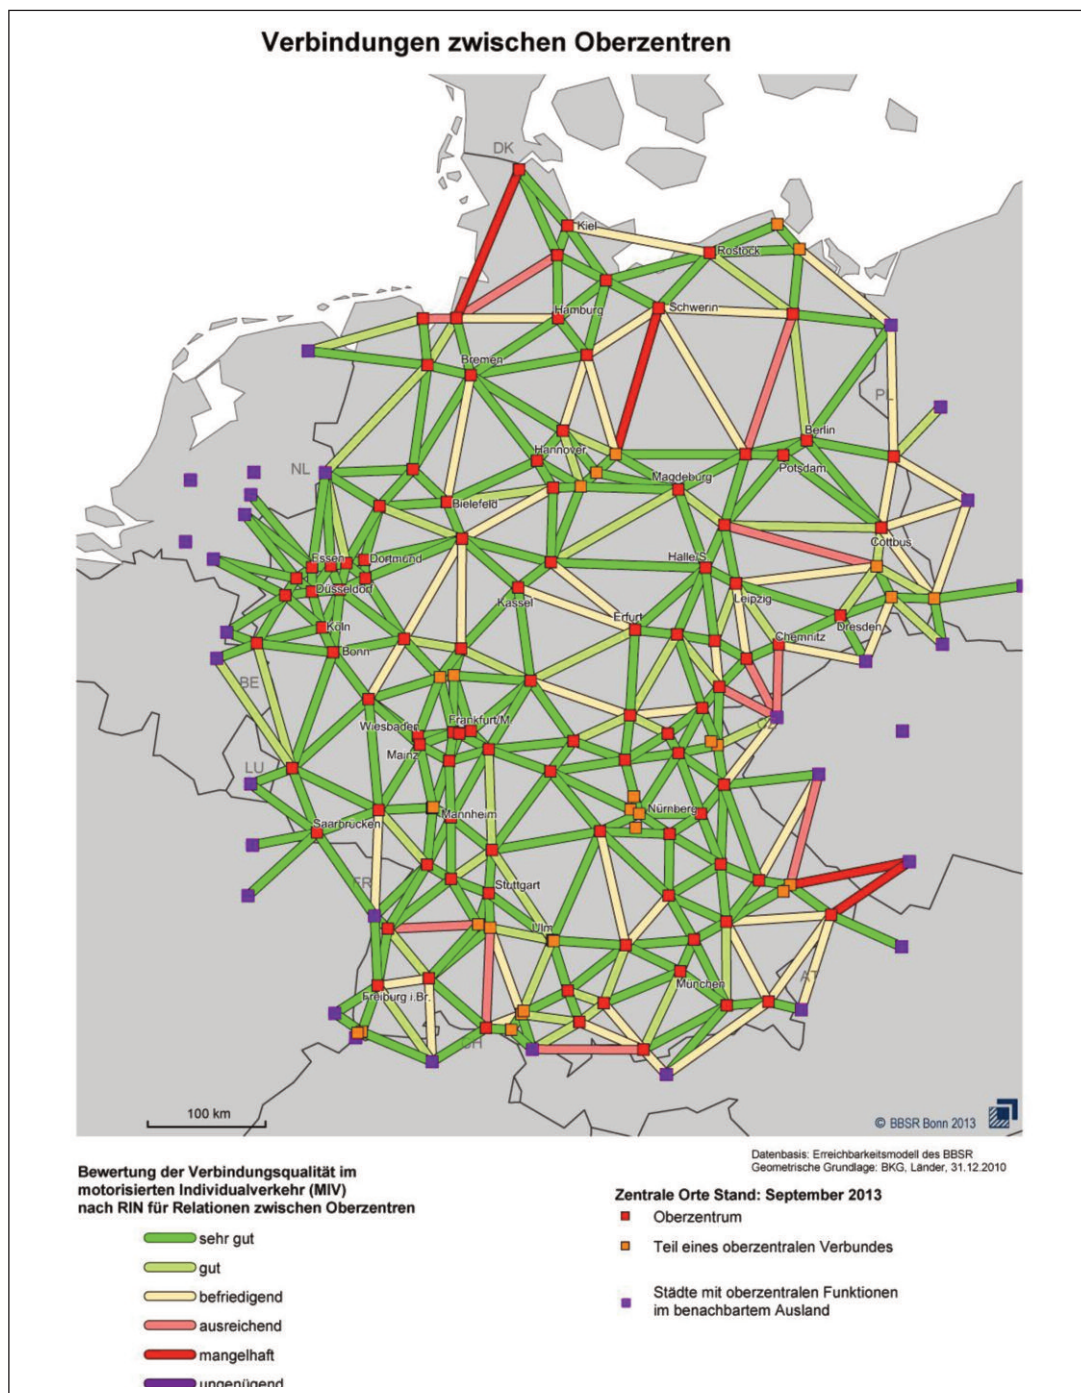 Verbindungen zwischen Oberzentren
DK
Kiel
Rostock
Hamburg
Schwerin
Bremen
PL
Berlin
Hannover
Potsdam
NL
Magdeburg
Bielefeld
Cottbus
Essen
Dortmund
Halle/S.
Düsseldorf
Kassel
Leipzig
Erfurt
Dresden
Köln
Chemnitz
Bonn
BE
Wiesbaden
Frankfurt/M.
Mainz
LU
Mannheim
Nürnberg
Saarbrücken
FR
Stuttgart
Ulm
München
AT
Freiburg i.Br.
CH
100 km
© BBSR Bonn 2013
Datenbasis: Erreichbarkeitsmodell des BBSR
Geometrische Grundlage: BKG, Länder, 31.12.2010
Bewertung der Verbindungsqualität im
motorisierten Individualverkehr (MIV)
nach RIN für Relationen zwischen Oberzentren
sehr gut
gut
befriedigend
ausreichend
mangelhaft
ungenügend
Zentrale Orte Stand: September 2013
Oberzentrum
Teil eines oberzentralen Verbundes
Städte mit oberzentralen Funktionen
im benachbartem Ausland